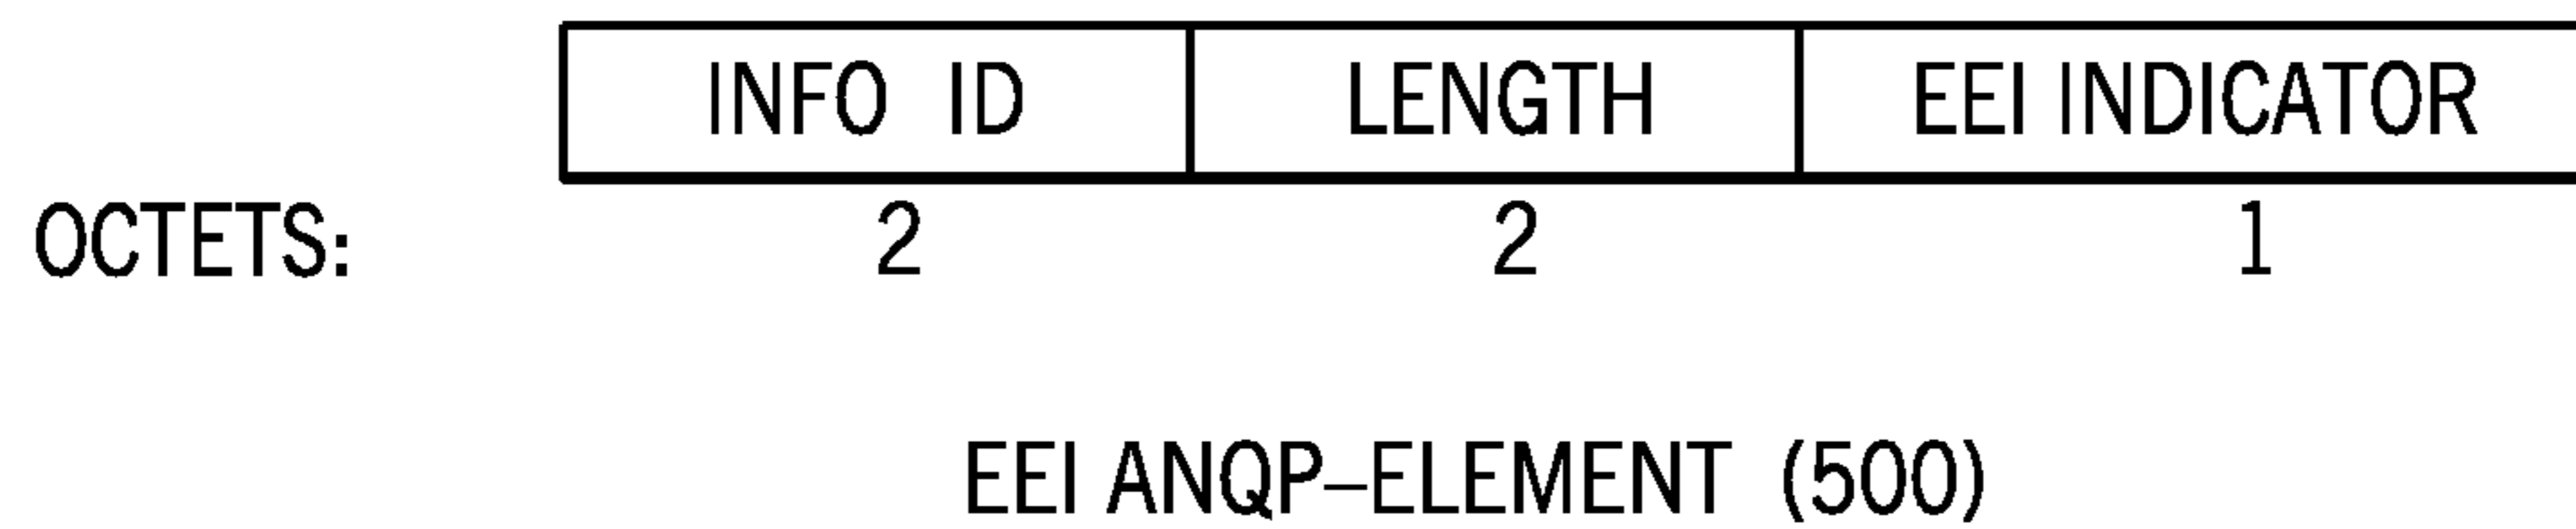 INFO ID LENGTH EEI INDICATOR
OCTETS: 2 2 1
EEI ANQP–ELEMENT (500)